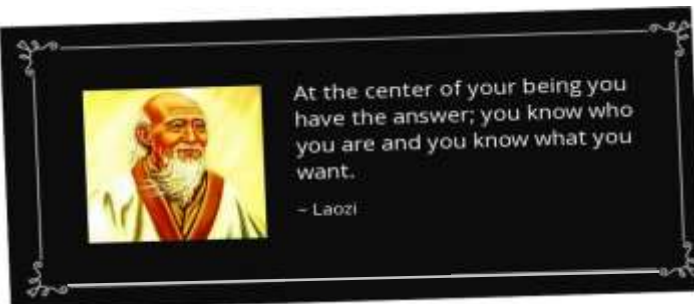 At the center of your being you
have the answer; you know who
you are and you know what you
want.
~ Laozi